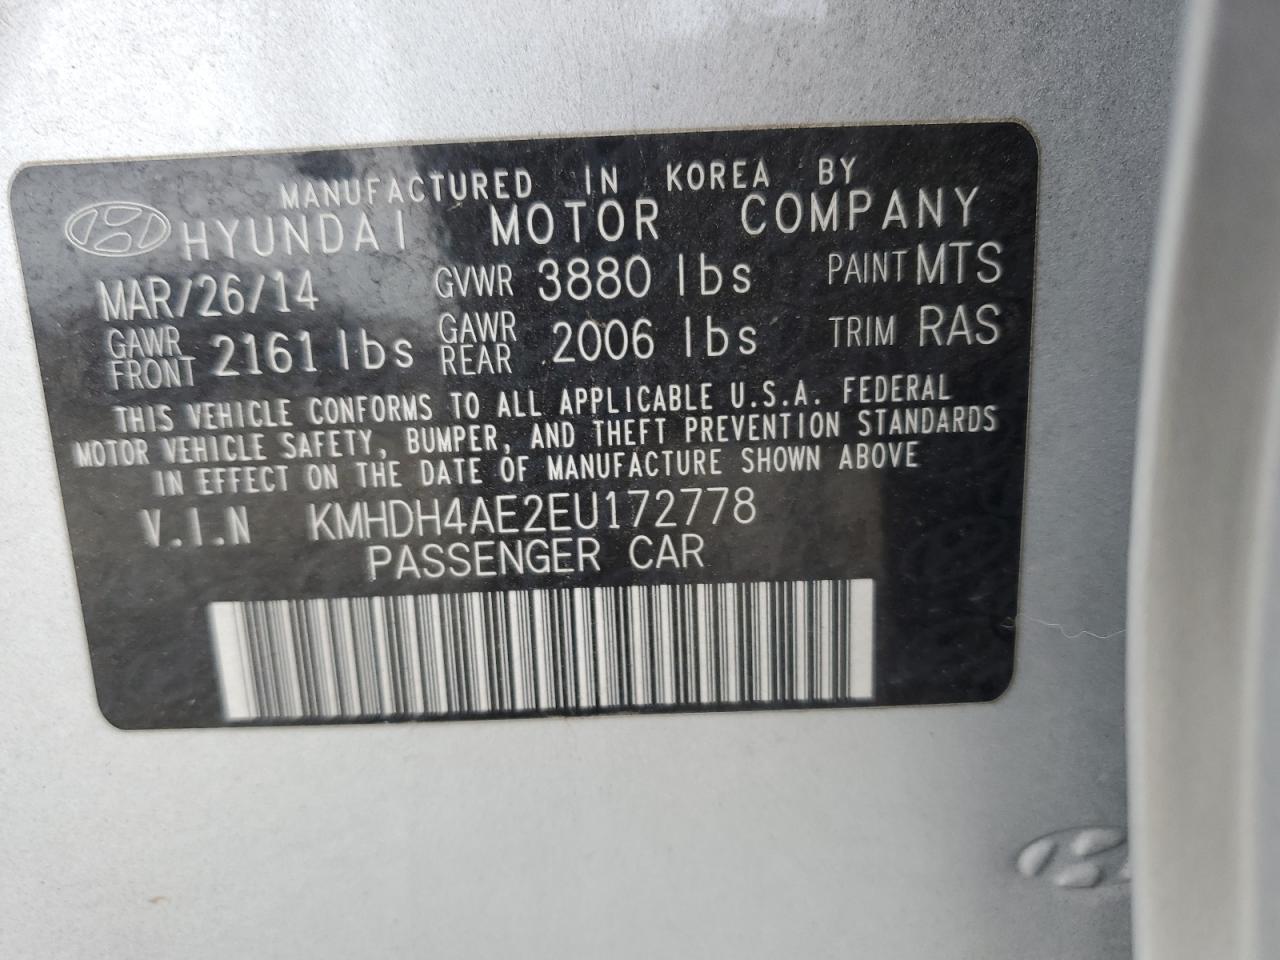 MANUFACTURED IN KOREA BY
HYUNDAI MOTOR COMPANY
MAR/26/14 GVWR 3880 lbs PAINT MTS
GAWR FRONT 2161 lbs GAWR REAR 2006 lbs TRIM RAS
THIS VEHICLE CONFORMS TO ALL APPLICABLE U.S.A. FEDERAL
MOTOR VEHICLE SAFETY, BUMPER, AND THEFT PREVENTION STANDARDS
IN EFFECT ON THE DATE OF MANUFACTURE SHOWN ABOVE
V.I.N KMHDH4AE2EU172778
PASSENGER CAR